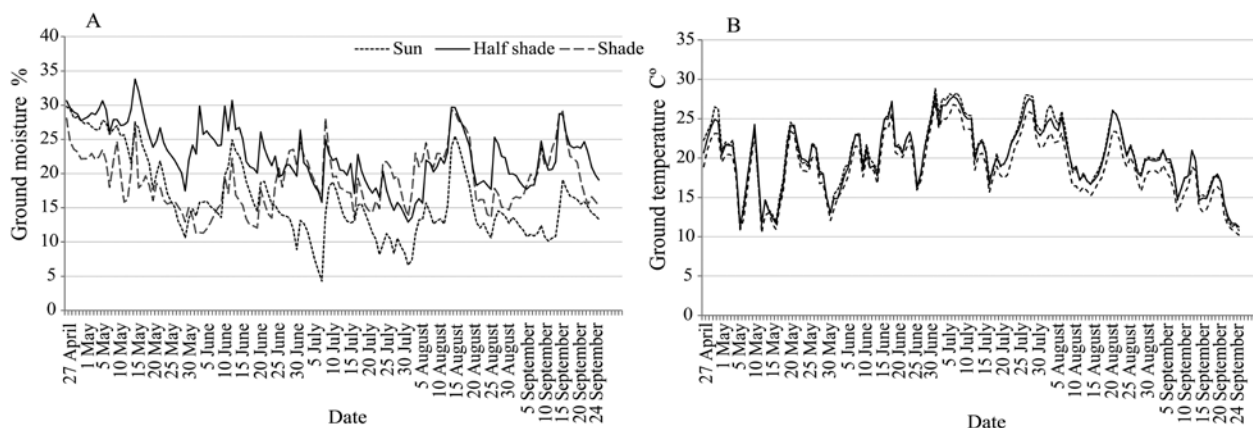 A
40
35
30
25
20
15
10
5
0
Ground moisture %
Sun
Half shade
Shade
27 April
1 May
5 May
10 May
15 May
20 May
25 May
30 May
5 June
10 June
15 June
20 June
25 June
30 June
5 July
10 July
15 July
20 July
25 July
30 July
5 August
10 August
15 August
20 August
25 August
30 August
5 September
10 September
15 September
20 September
24 September
Date
B
35
30
25
20
15
10
5
0
Ground temperature C°
27 April
1 May
5 May
10 May
15 May
20 May
25 May
30 May
5 June
10 June
15 June
20 June
25 June
30 June
5 July
10 July
15 July
20 July
25 July
30 July
5 August
10 August
15 August
20 August
25 August
30 August
5 September
10 September
15 September
20 September
24 September
Date